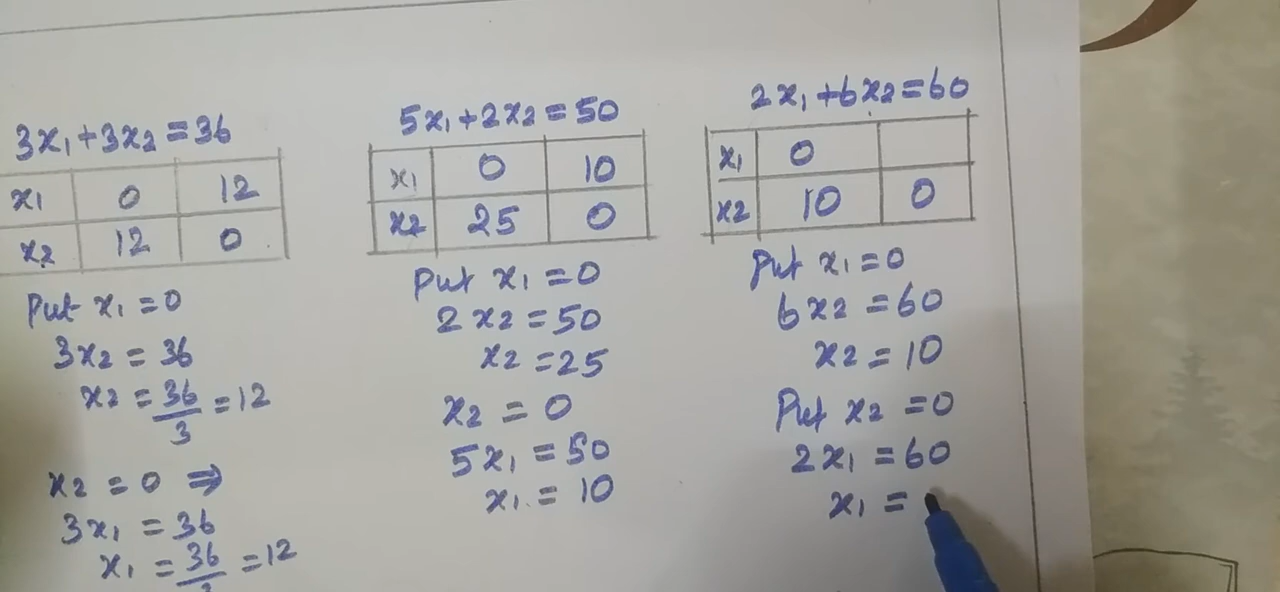 3x₁+3x₂=36
x₁ 0 12
x₂ 12 0
Put x₁=0
3x₂=36
x₂=36/3=12
x₂=0⇒
3x₁=36
x₁=36/3=12
5x₁+2x₂=50
x₁ 0 10
x₂ 25 0
Put x₁=0
2x₂=50
x₂=25
x₂=0
5x₁=50
x₁=10
2x₁+6x₂=60
x₁ 0
x₂ 10 0
Put x₁=0
6x₂=60
x₂=10
Put x₂=0
2x₁=60
x₁=